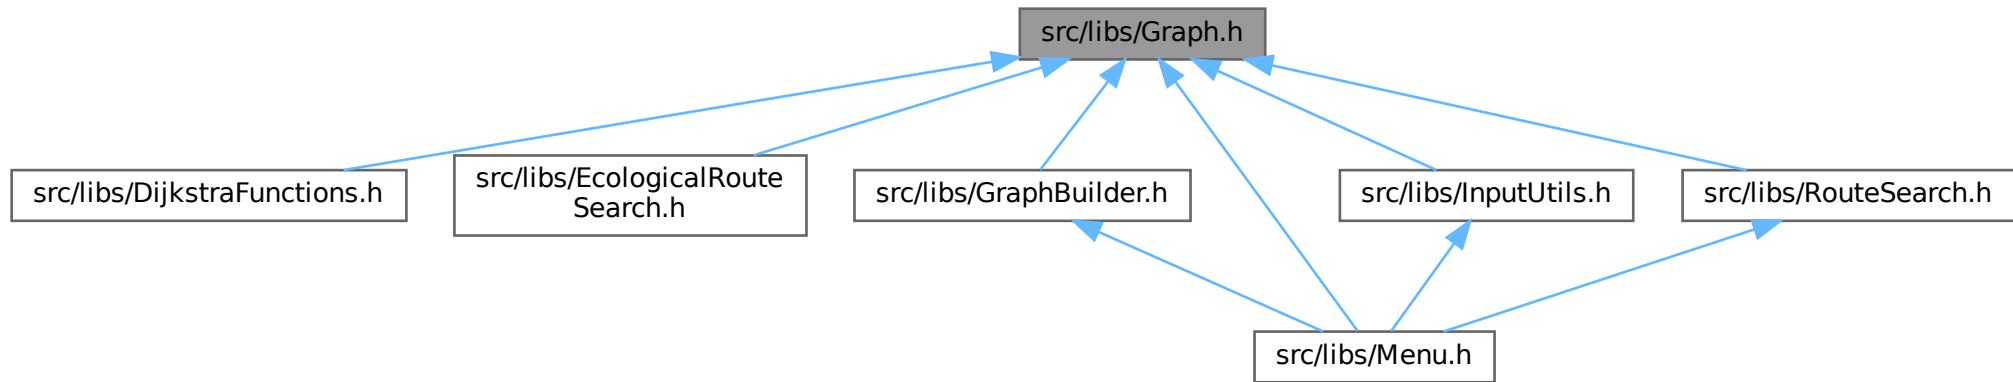 src/libs/Graph.h
src/libs/DijkstraFunctions.h
src/libs/EcologicalRoute
Search.h
src/libs/GraphBuilder.h
src/libs/InputUtils.h
src/libs/RouteSearch.h
src/libs/Menu.h